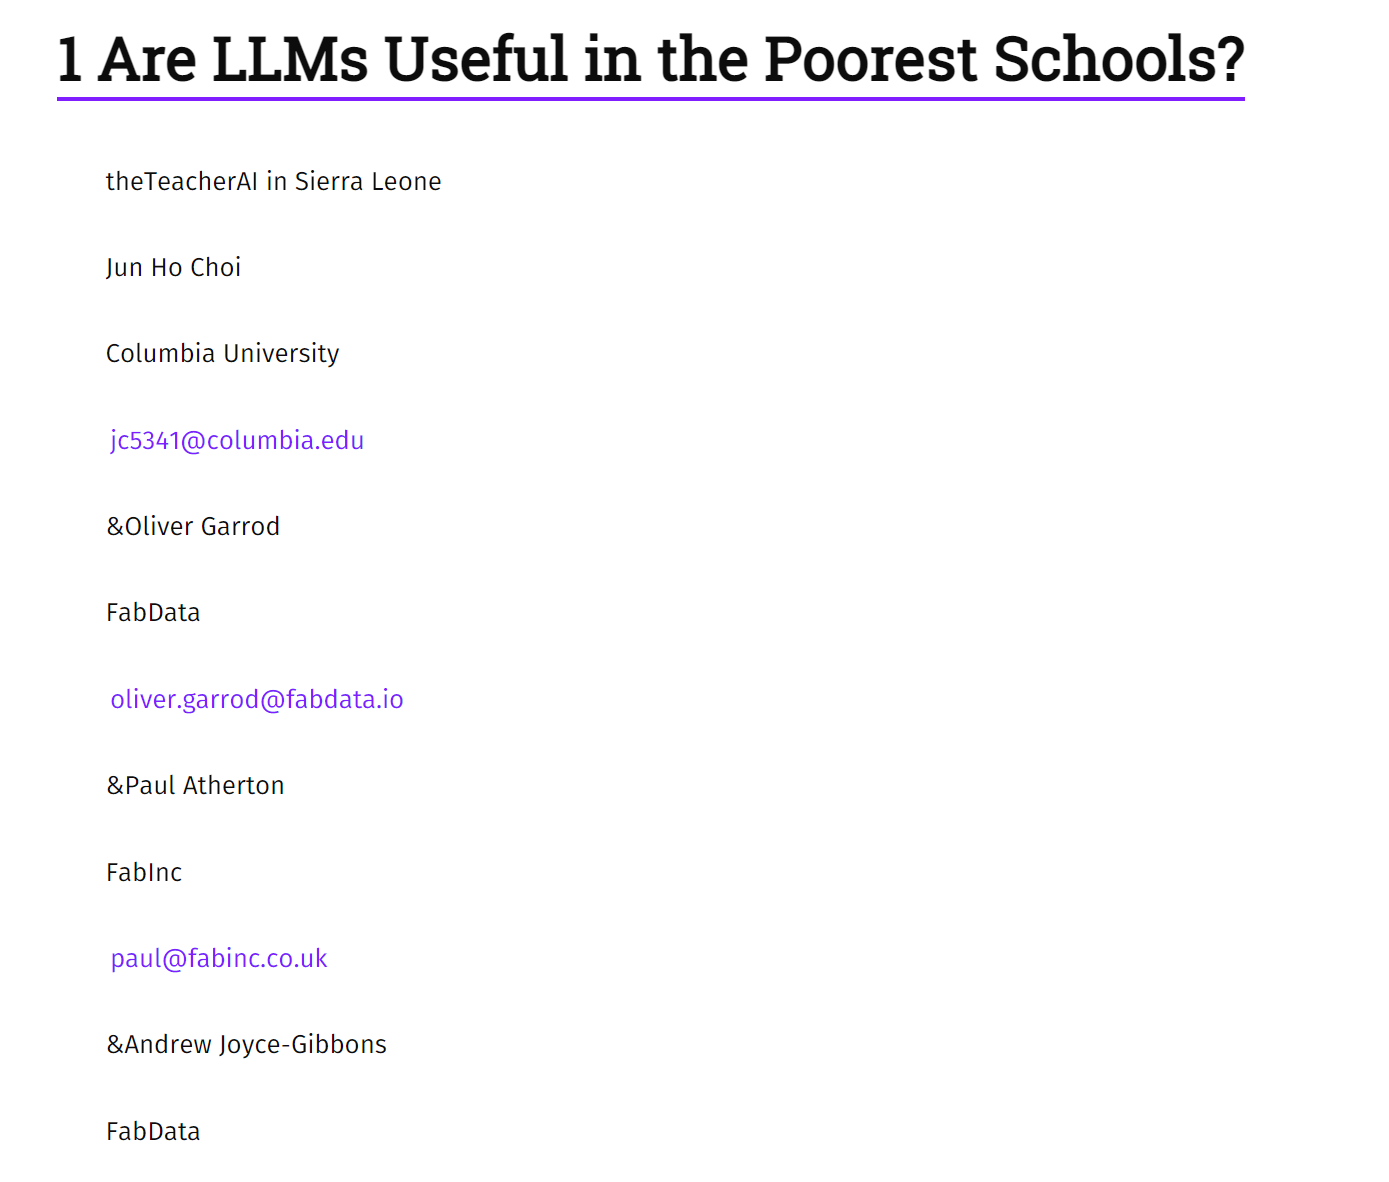 1 Are LLMs Useful in the Poorest Schools?
theTeacherAI in Sierra Leone
Jun Ho Choi
Columbia University
jc5341@columbia.edu
&Oliver Garrod
FabData
oliver.garrod@fabdata.io
&Paul Atherton
FabInc
paul@fabinc.co.uk
&Andrew Joyce-Gibbons
FabData